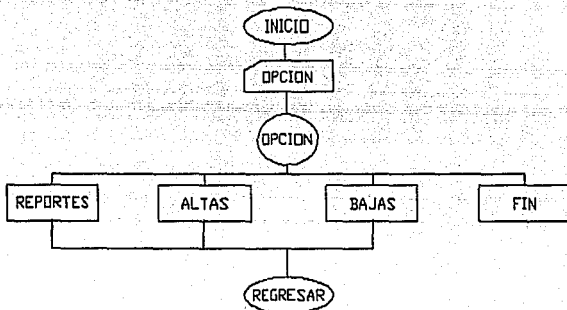 INICIO
OPCION
OPCION
REPORTES
ALTAS
BAJAS
FIN
REGRESAR